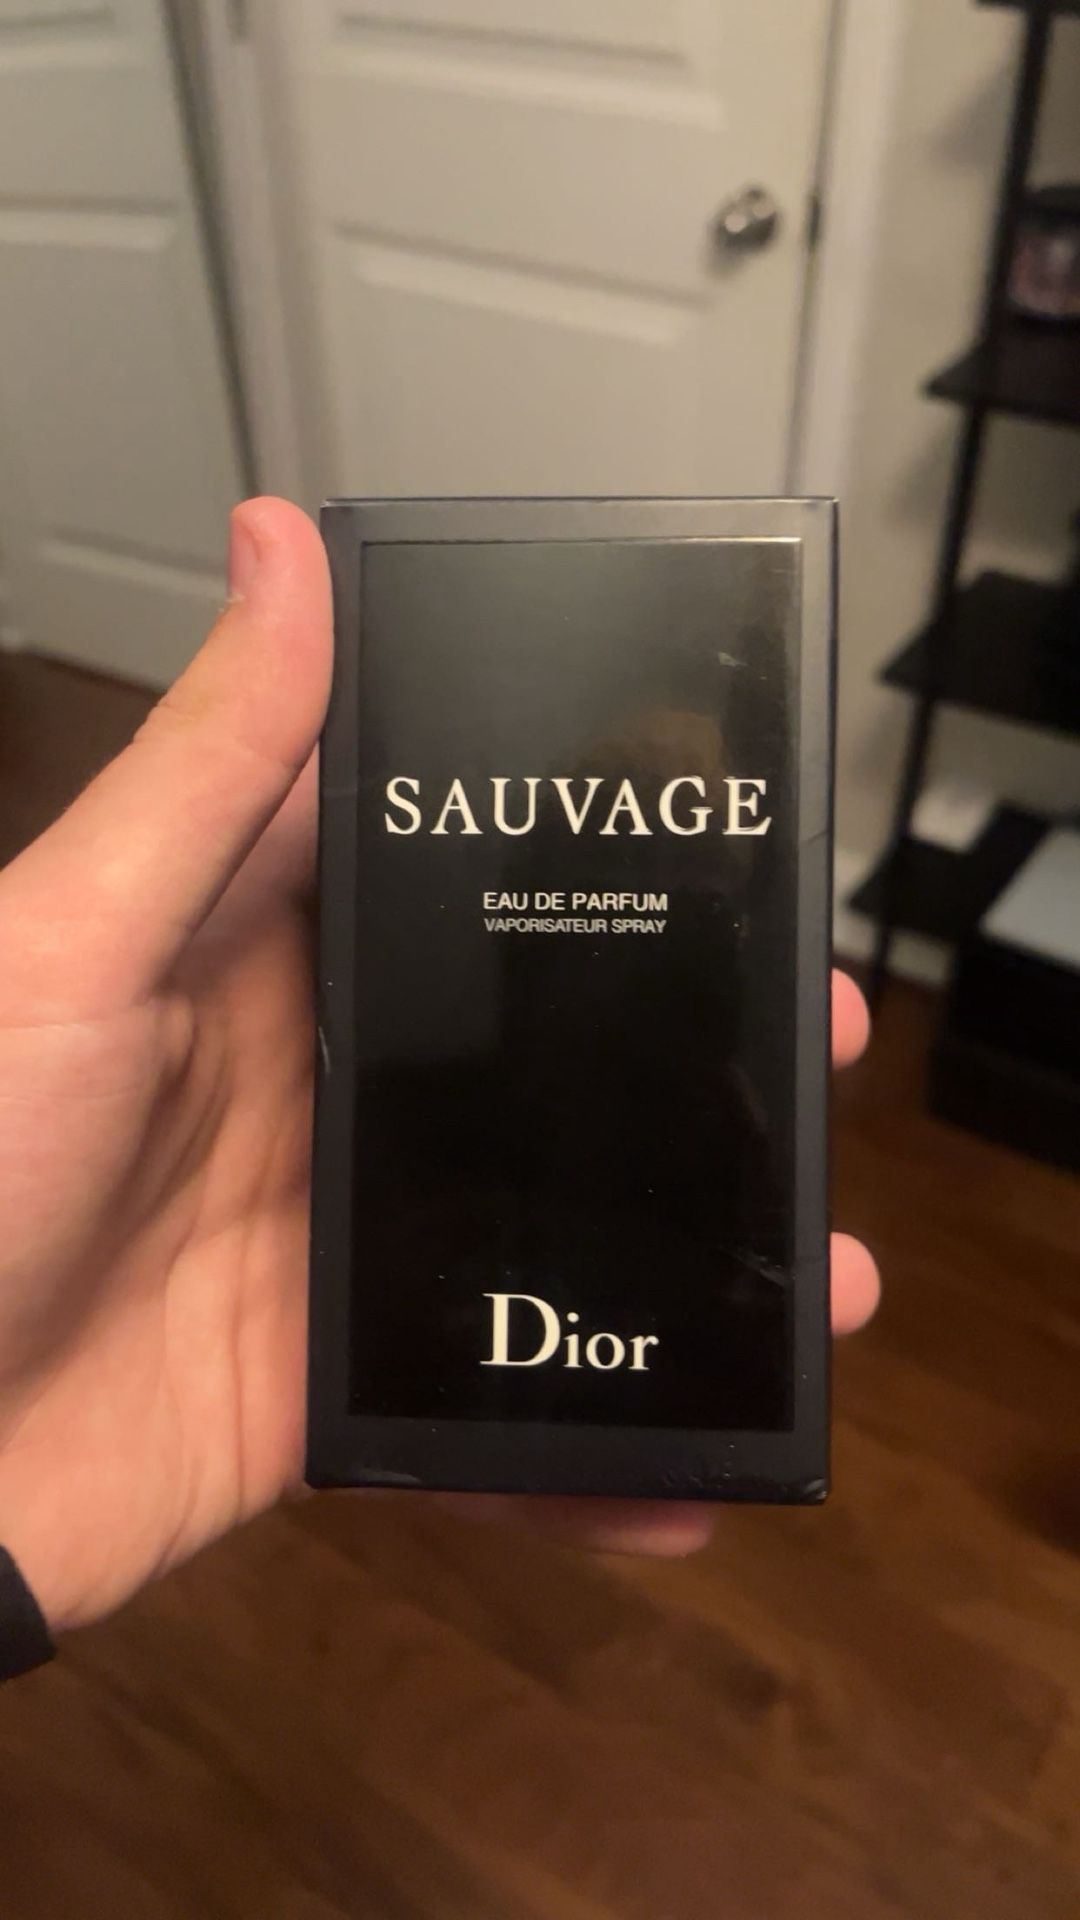 SAUVAGE
EAU DE PARFUM
VAPORISATEUR SPRAY
Dior